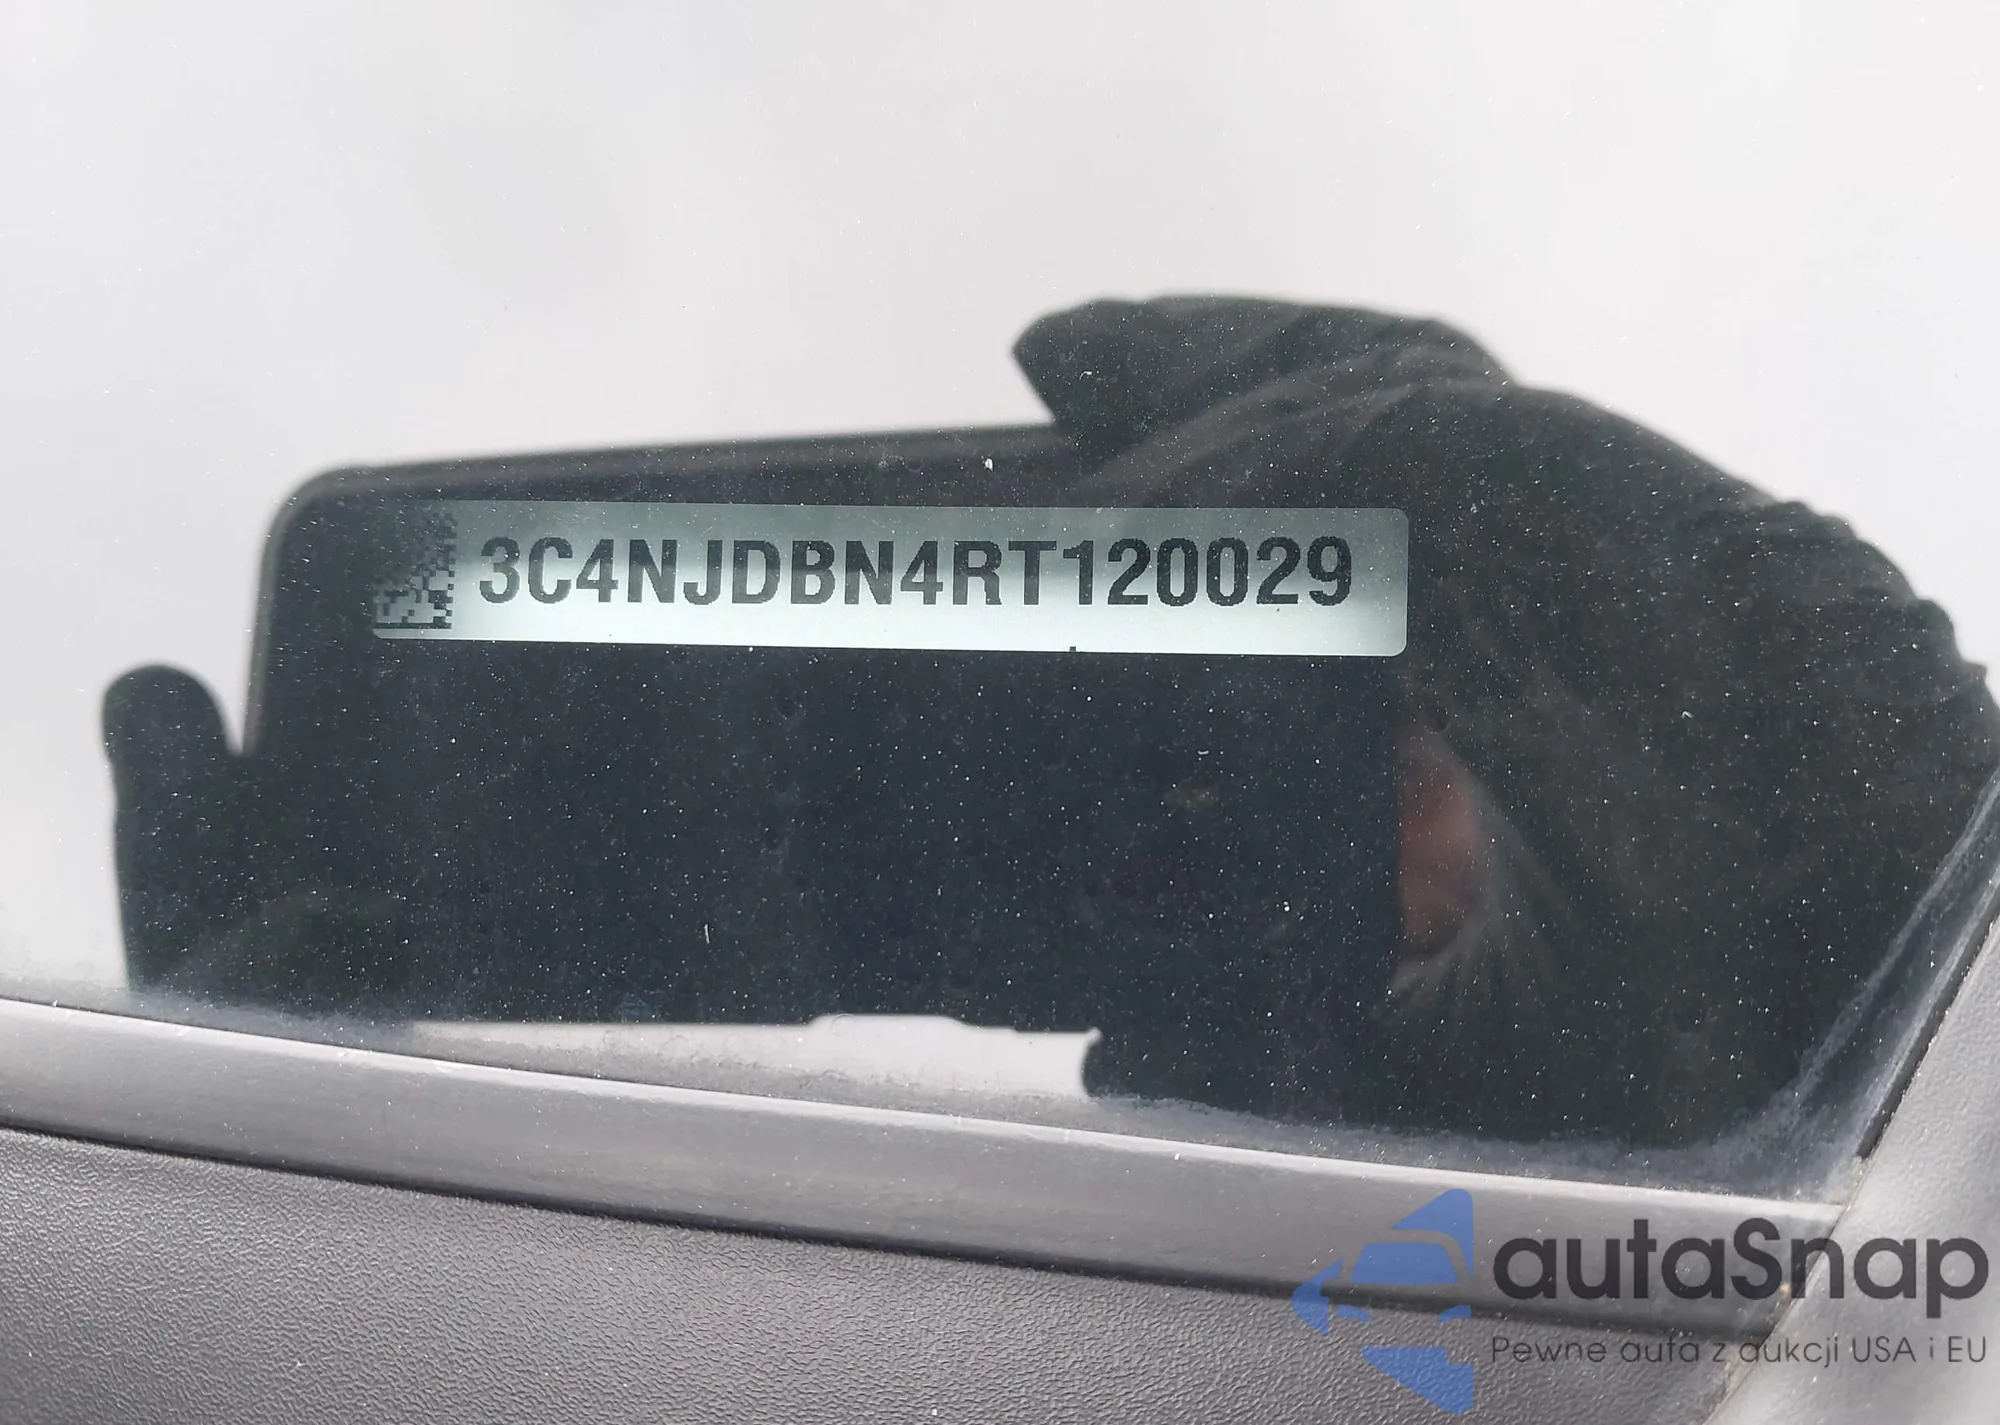 3C4NJDBN4RT120029
autaSnap
Pewne auta z aukcji USA i EU